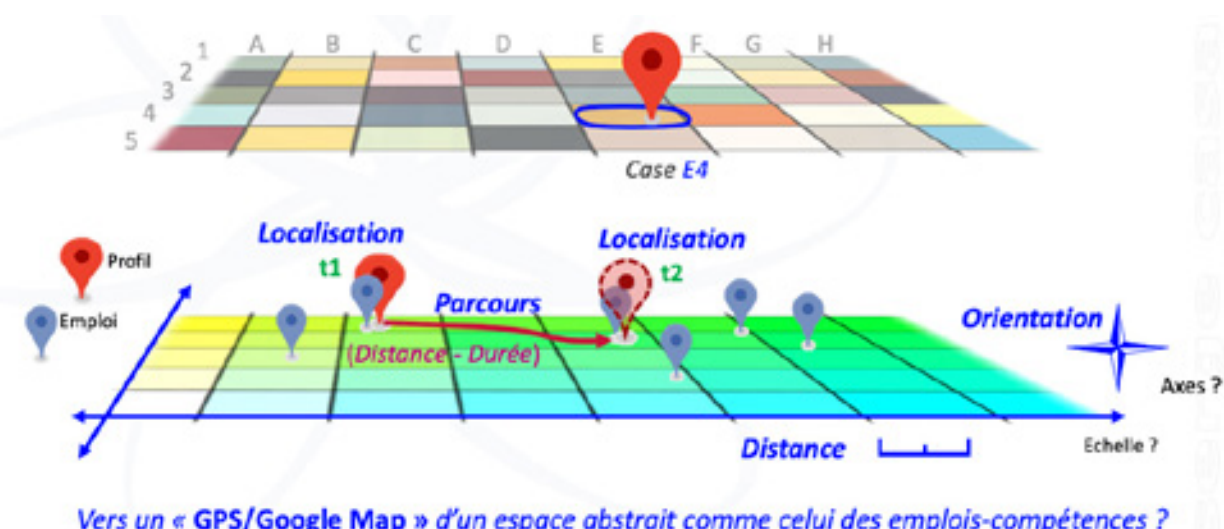 A B C D E F G H
1
2
3
4
5
Case E4
Localisation
t1
Localisation
t2
Profil
Emploi
Parcours
(Distance - Durée)
Orientation
Axes ?
Distance
Echelle ?
Vers un « GPS/Google Map » d'un espace abstrait comme celui des emplois-compétences ?